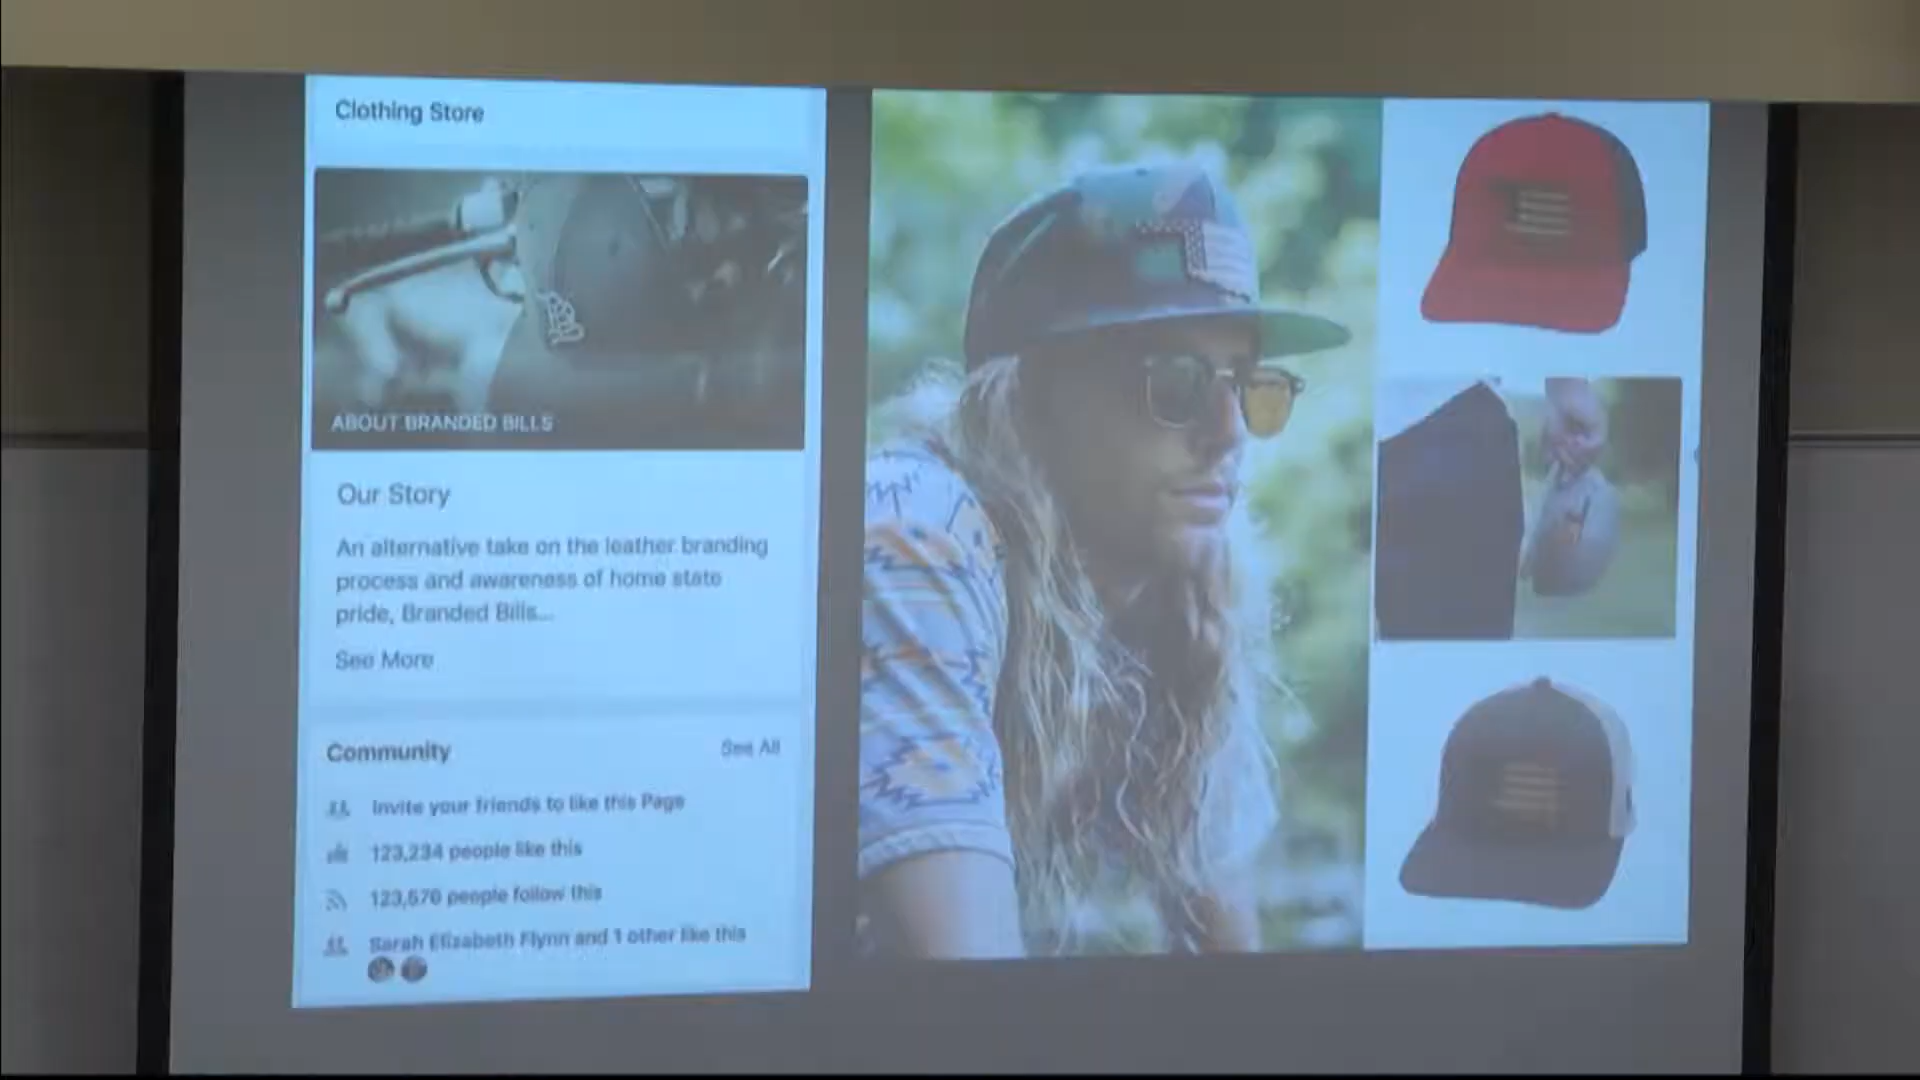 Clothing Store
ABOUT BRANDED BILLS
Our Story
An alternative take on the leather branding
process and awareness of home state
pride, Branded Bills...
See More
Community
See All
Invite your friends to like this Page
123,234 people like this
123,570 people follow this
Sarah Elizabeth Flynn and 1 other like this